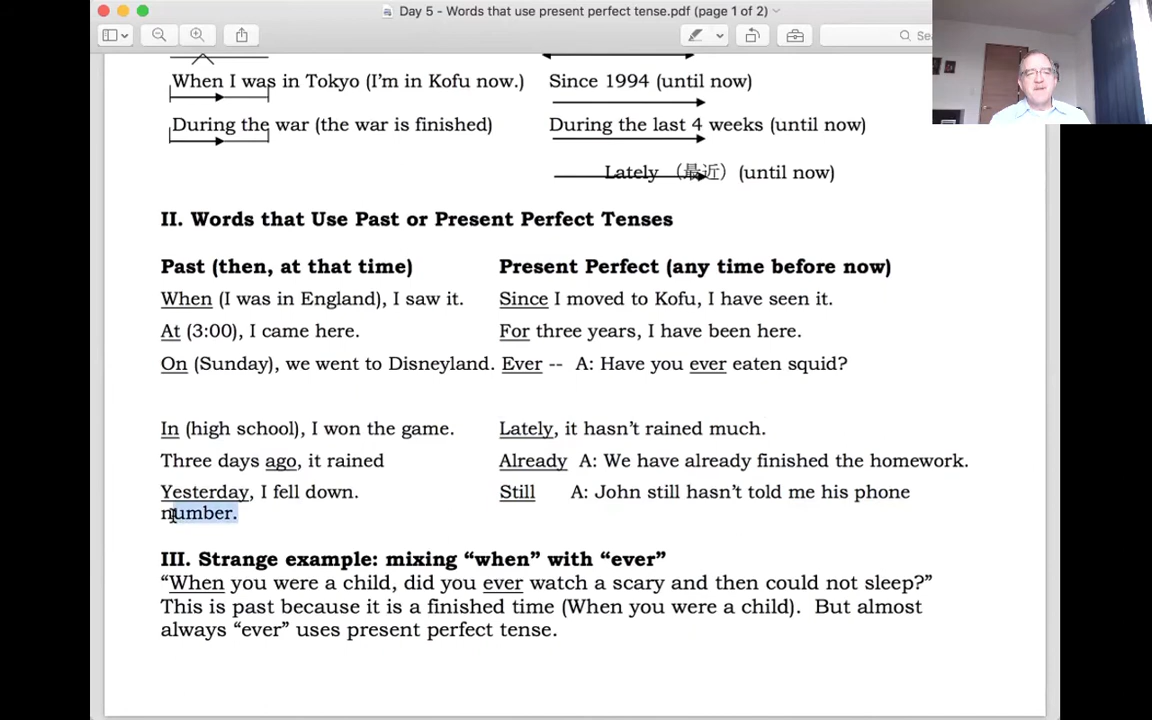 Day 5 - Words that use present perfect tense.pdf (page 1 of 2)
Sea
When I was in Tokyo (I'm in Kofu now.) Since 1994 (until now)
During the war (the war is finished) During the last 4 weeks (until now)
Lately （最近）(until now)
II. Words that Use Past or Present Perfect Tenses
Past (then, at that time) Present Perfect (any time before now)
When (I was in England), I saw it. Since I moved to Kofu, I have seen it.
At (3:00), I came here. For three years, I have been here.
On (Sunday), we went to Disneyland. Ever -- A: Have you ever eaten squid?
In (high school), I won the game. Lately, it hasn't rained much.
Three days ago, it rained Already A: We have already finished the homework.
Yesterday, I fell down. Still A: John still hasn't told me his phone
number.
III. Strange example: mixing “when” with “ever”
“When you were a child, did you ever watch a scary and then could not sleep?”
This is past because it is a finished time (When you were a child). But almost
always “ever” uses present perfect tense.